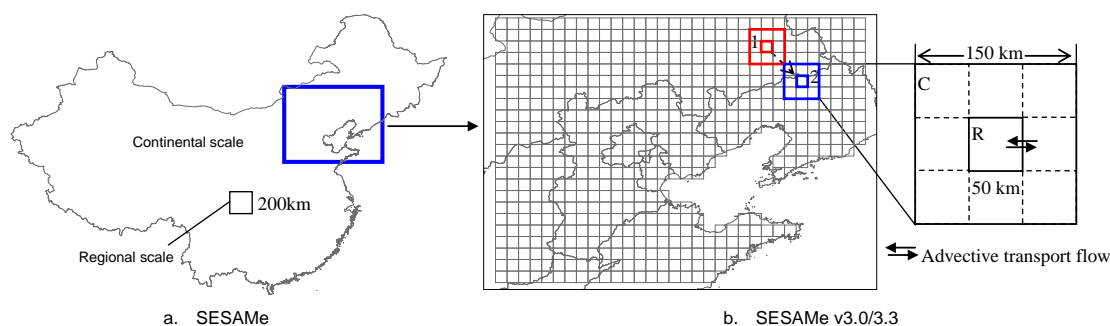 Continental scale
200km
Regional scale
a. SESAMe
1
2
150 km
C
R
50 km
Advective transport flow
b. SESAMe v3.0/3.3